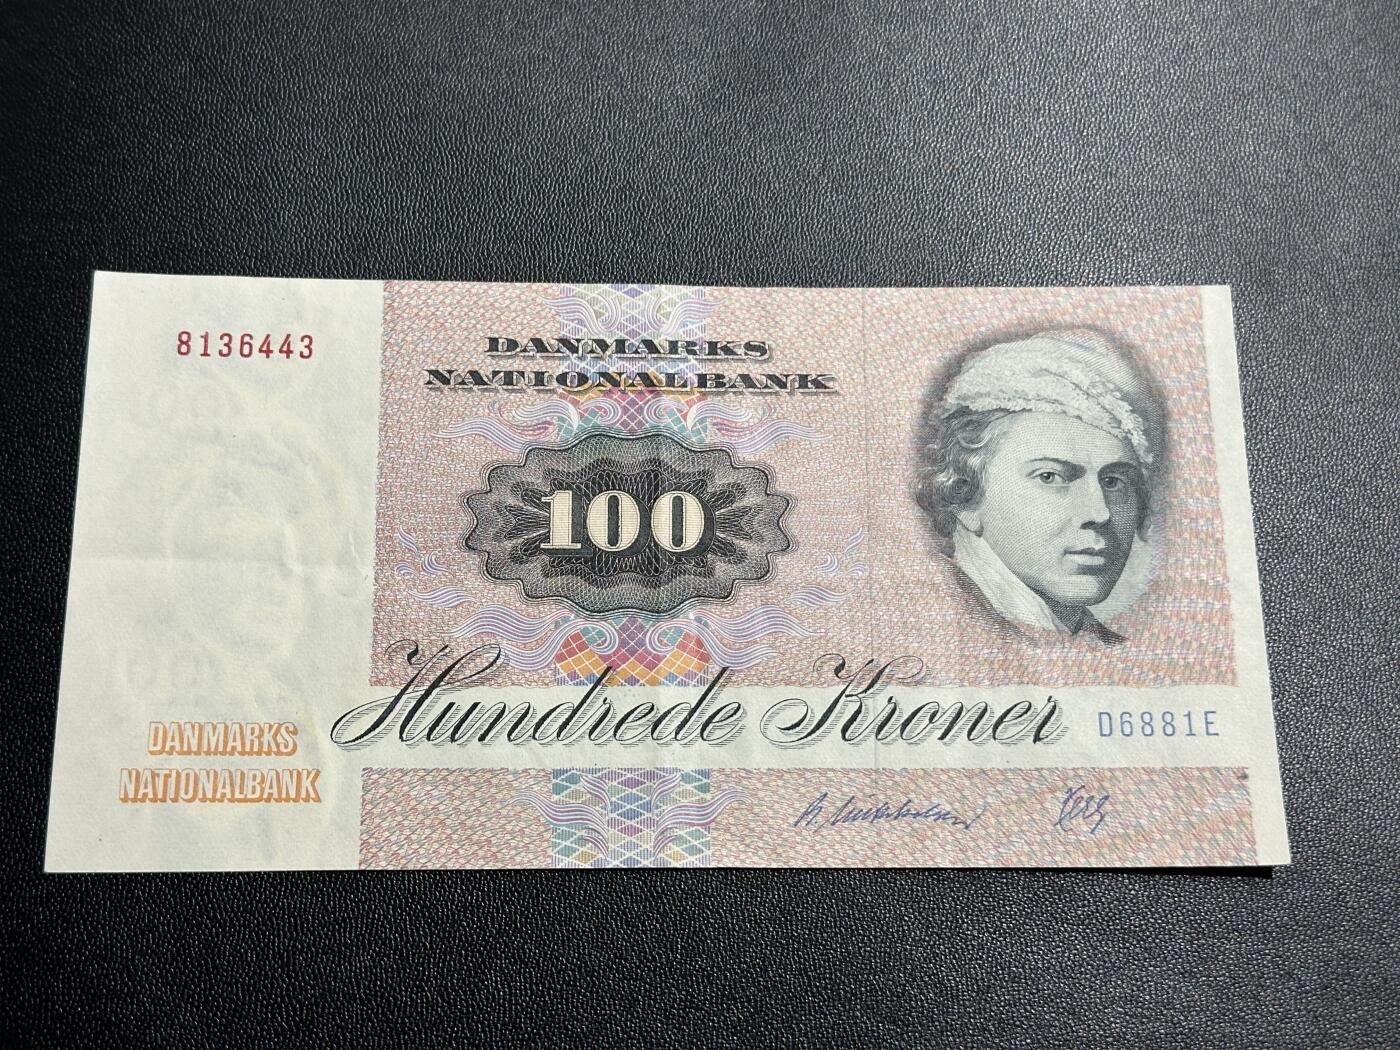 8136443
DANMARKS
NATIONALBANK
100
Hundrede Kroner
D6881E
DANMARKS
NATIONALBANK